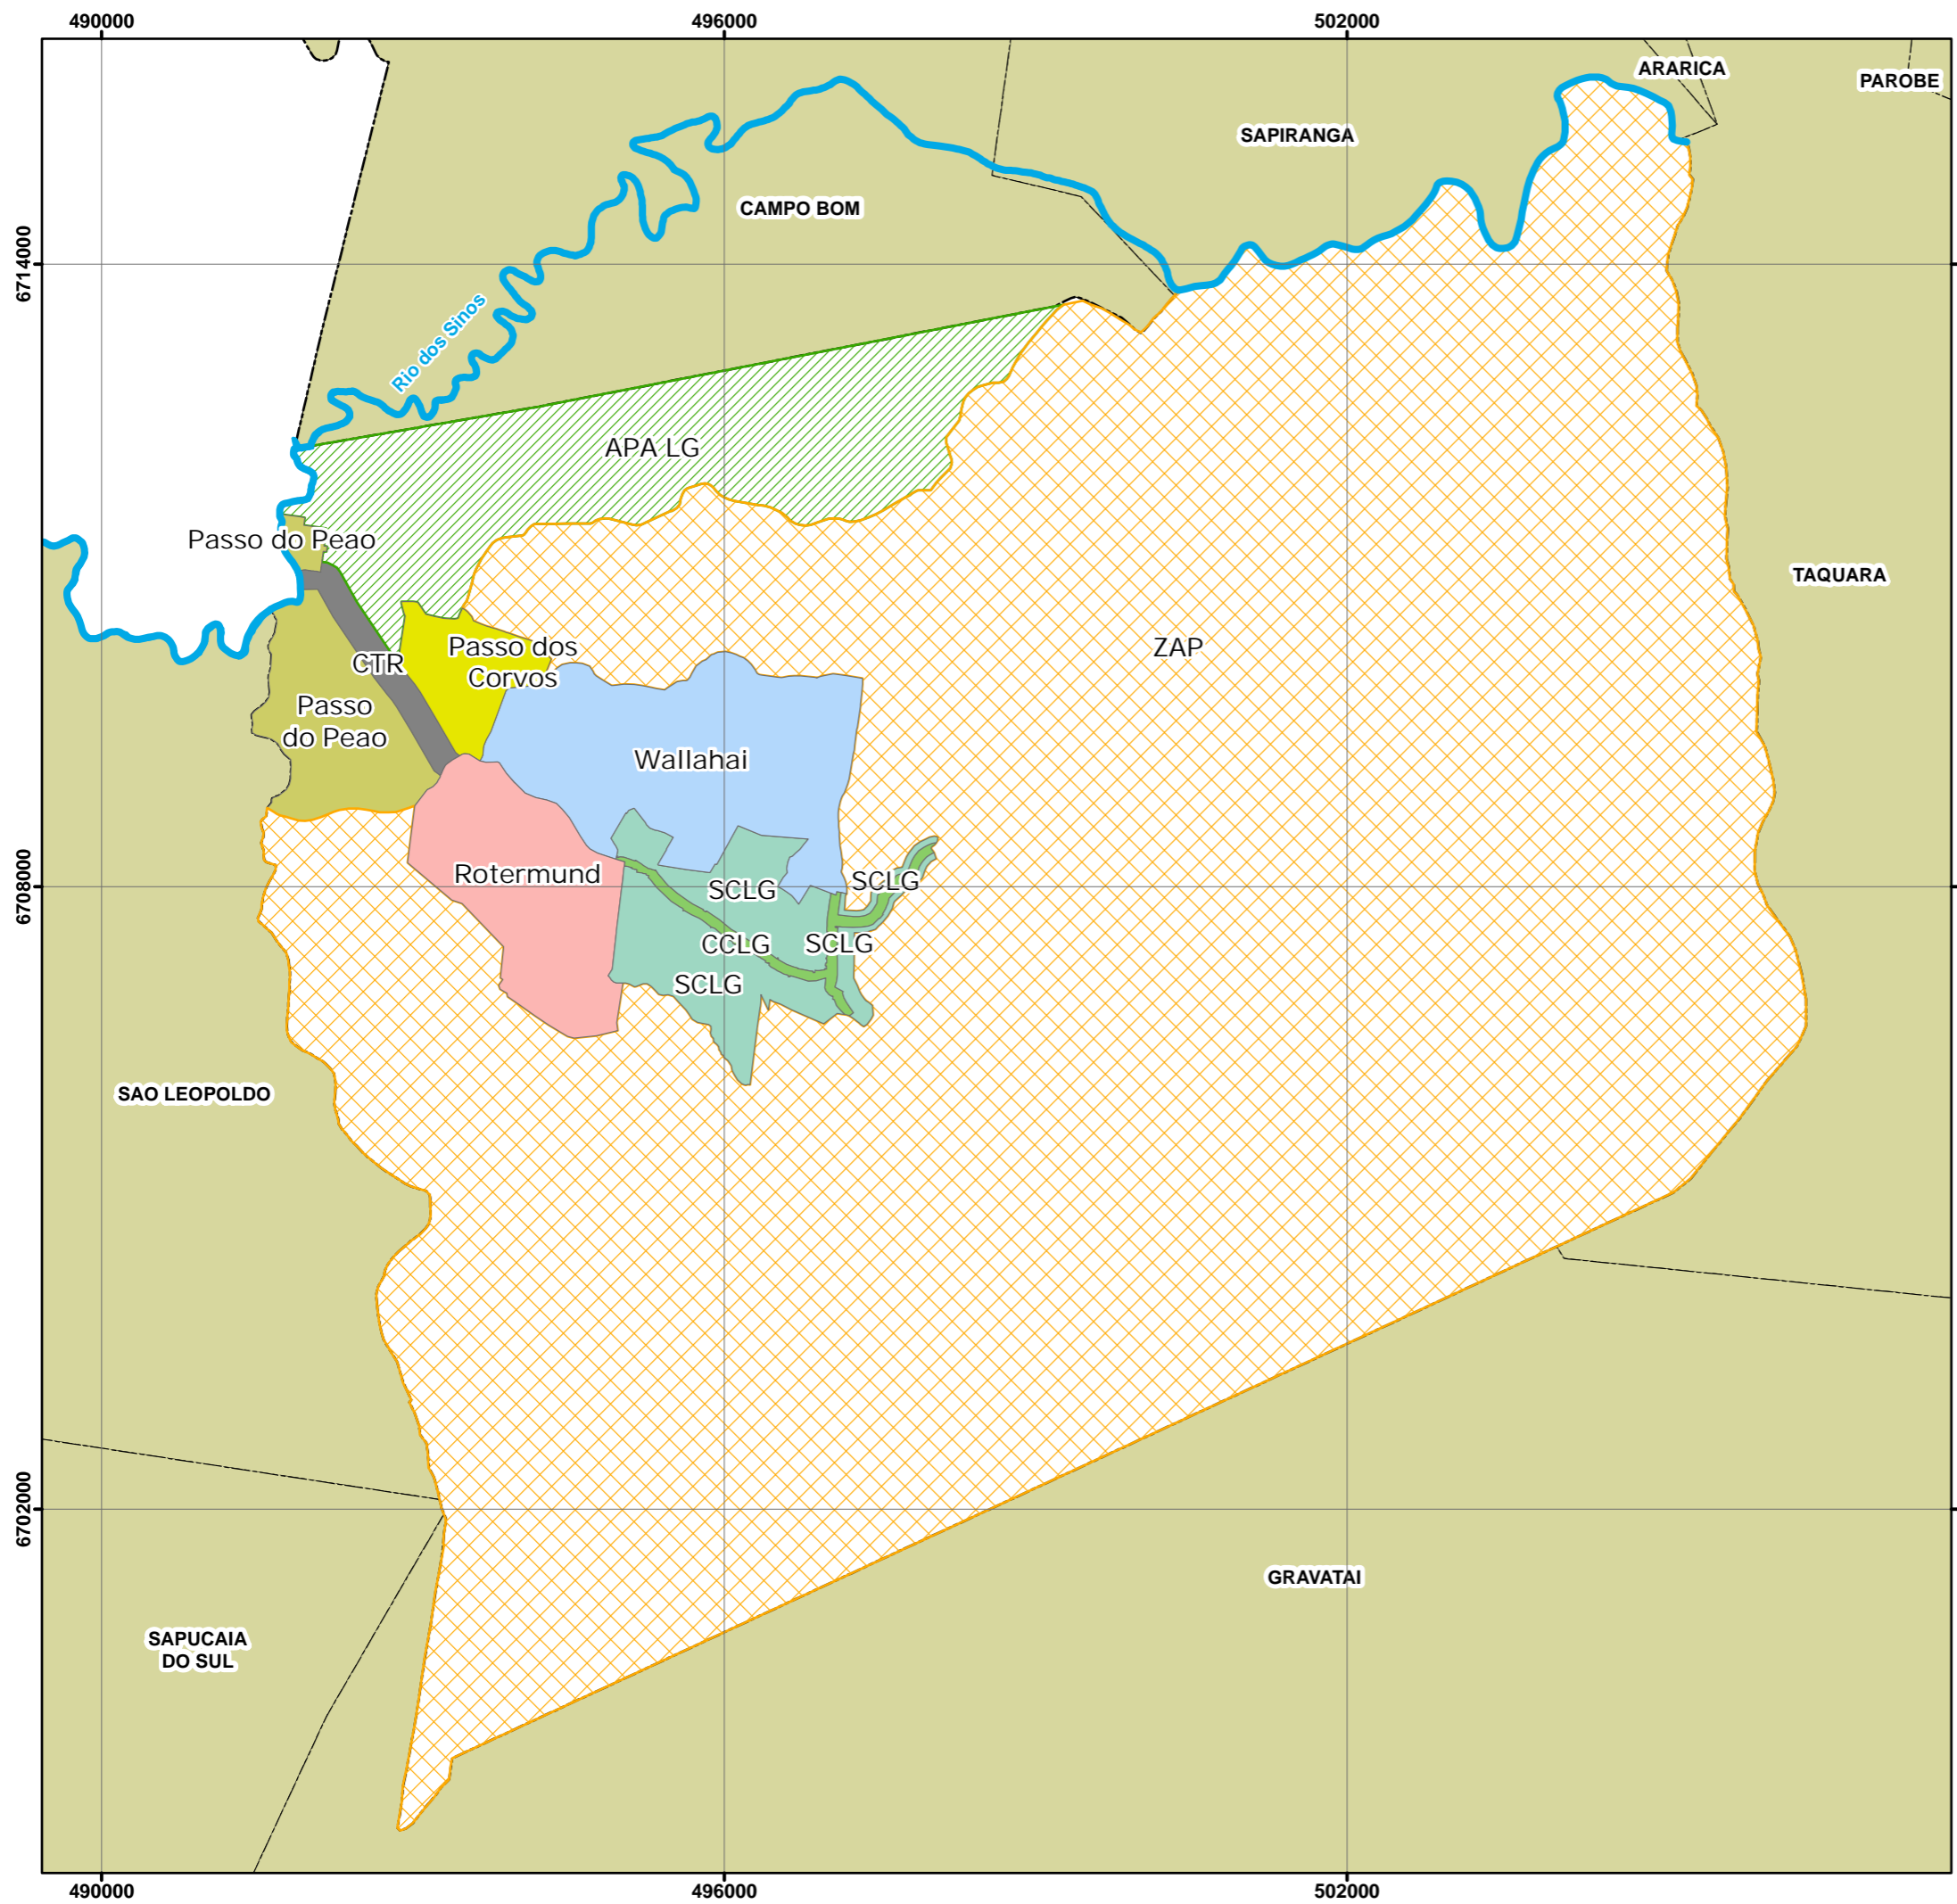 490000
496000
502000
ARARICA
PAROBE
SAPIRANGA
CAMPO BOM
6714000
Rio dos Sinos
APA LG
Passo do Peao
TAQUARA
Passo dos
Corvos
ZAP
CTR
Passo
do Peao
Wallahai
Rotermund
SCLG
SCLG
6708000
CCLG
SCLG
SCLG
SAO LEOPOLDO
6702000
GRAVATAI
SAPUCAIA
DO SUL
490000
496000
502000